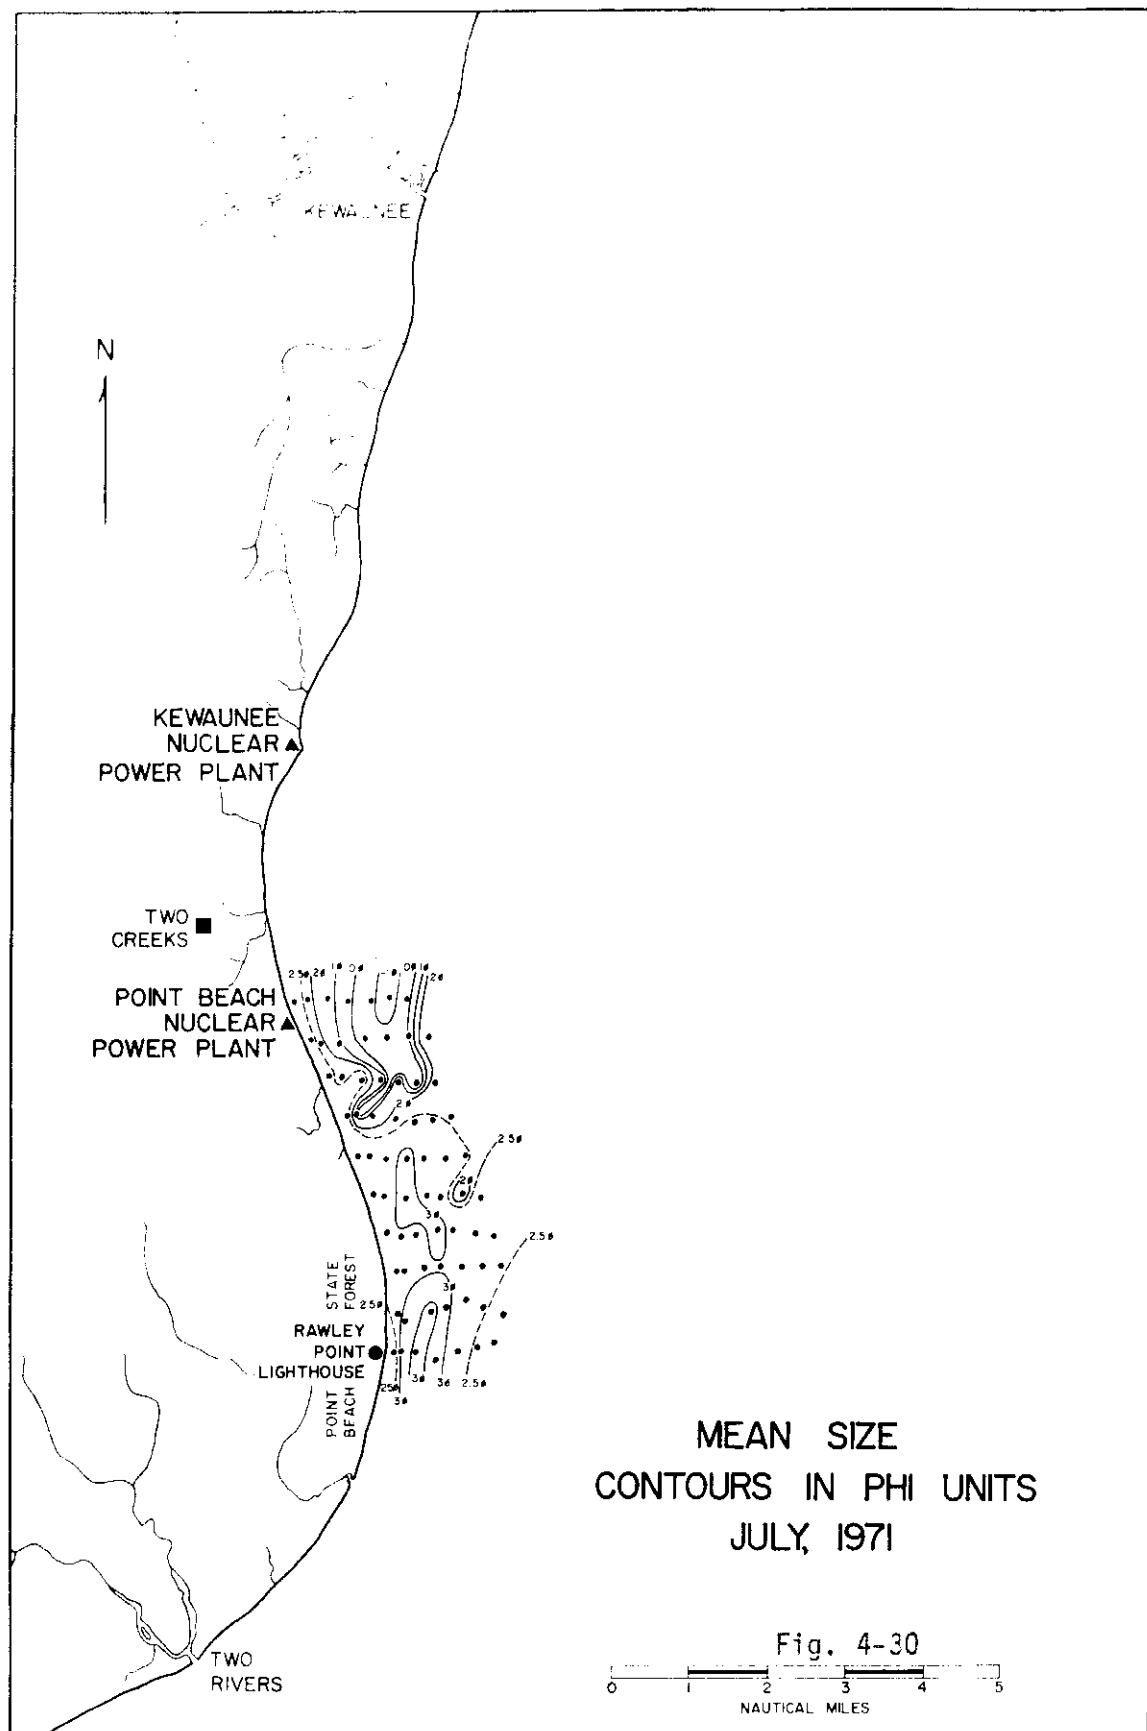 KEWAUNEE
N
KEWAUNEE
NUCLEAR
POWER PLANT
TWO
CREEKS
POINT BEACH
NUCLEAR
POWER PLANT
2.5ø 2ø 1ø 0ø 0ø 1ø
2ø
2ø
2.5ø
2ø
3ø
2.5ø
3ø
STATE
FOREST
2.5ø
RAWLEY
POINT
LIGHTHOUSE
POINT
BEACH
2.5ø
3ø
3ø
3ø
2.5ø
MEAN SIZE
CONTOURS IN PHI UNITS
JULY, 1971
Fig. 4-30
0 1 2 3 4 5
NAUTICAL MILES
TWO
RIVERS